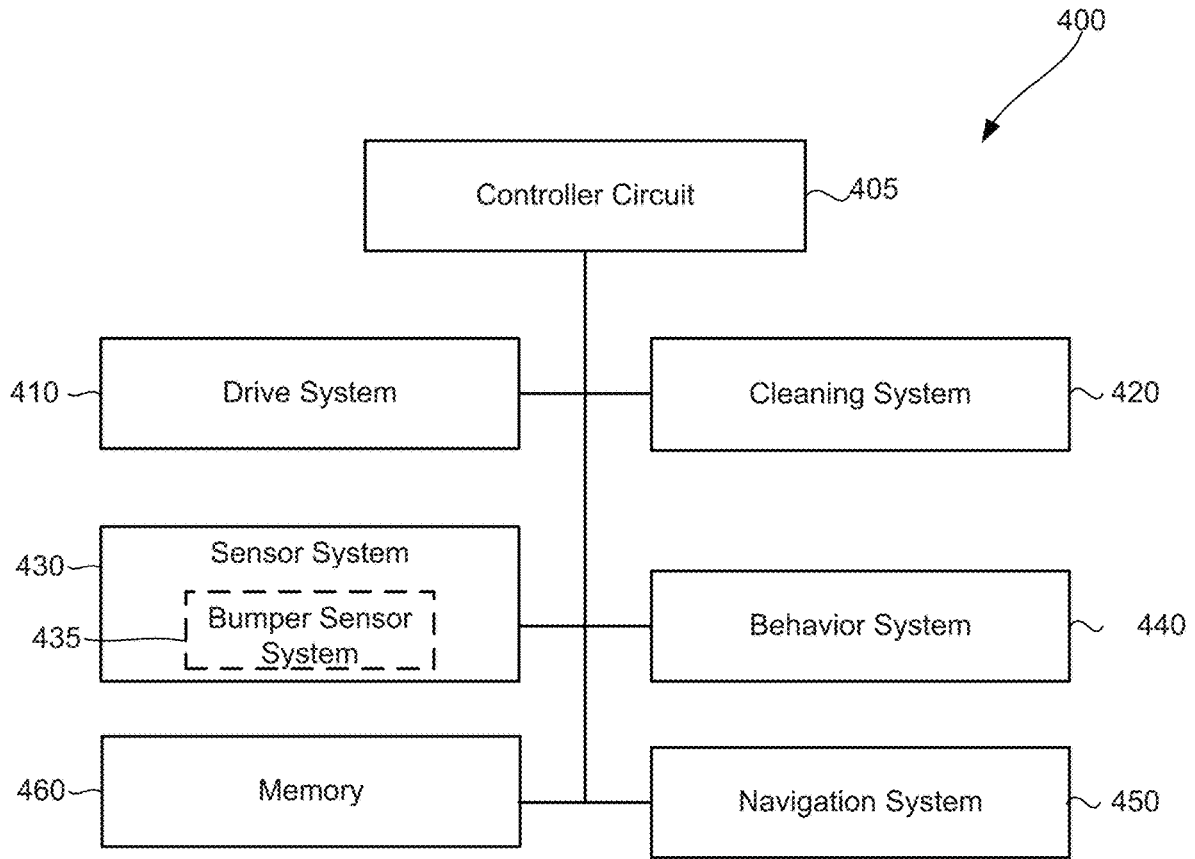 400
Controller Circuit
405
410
Drive System
Cleaning System
420
430
Sensor System
435
Bumper Sensor
System
Behavior System
440
460
Memory
Navigation System
450